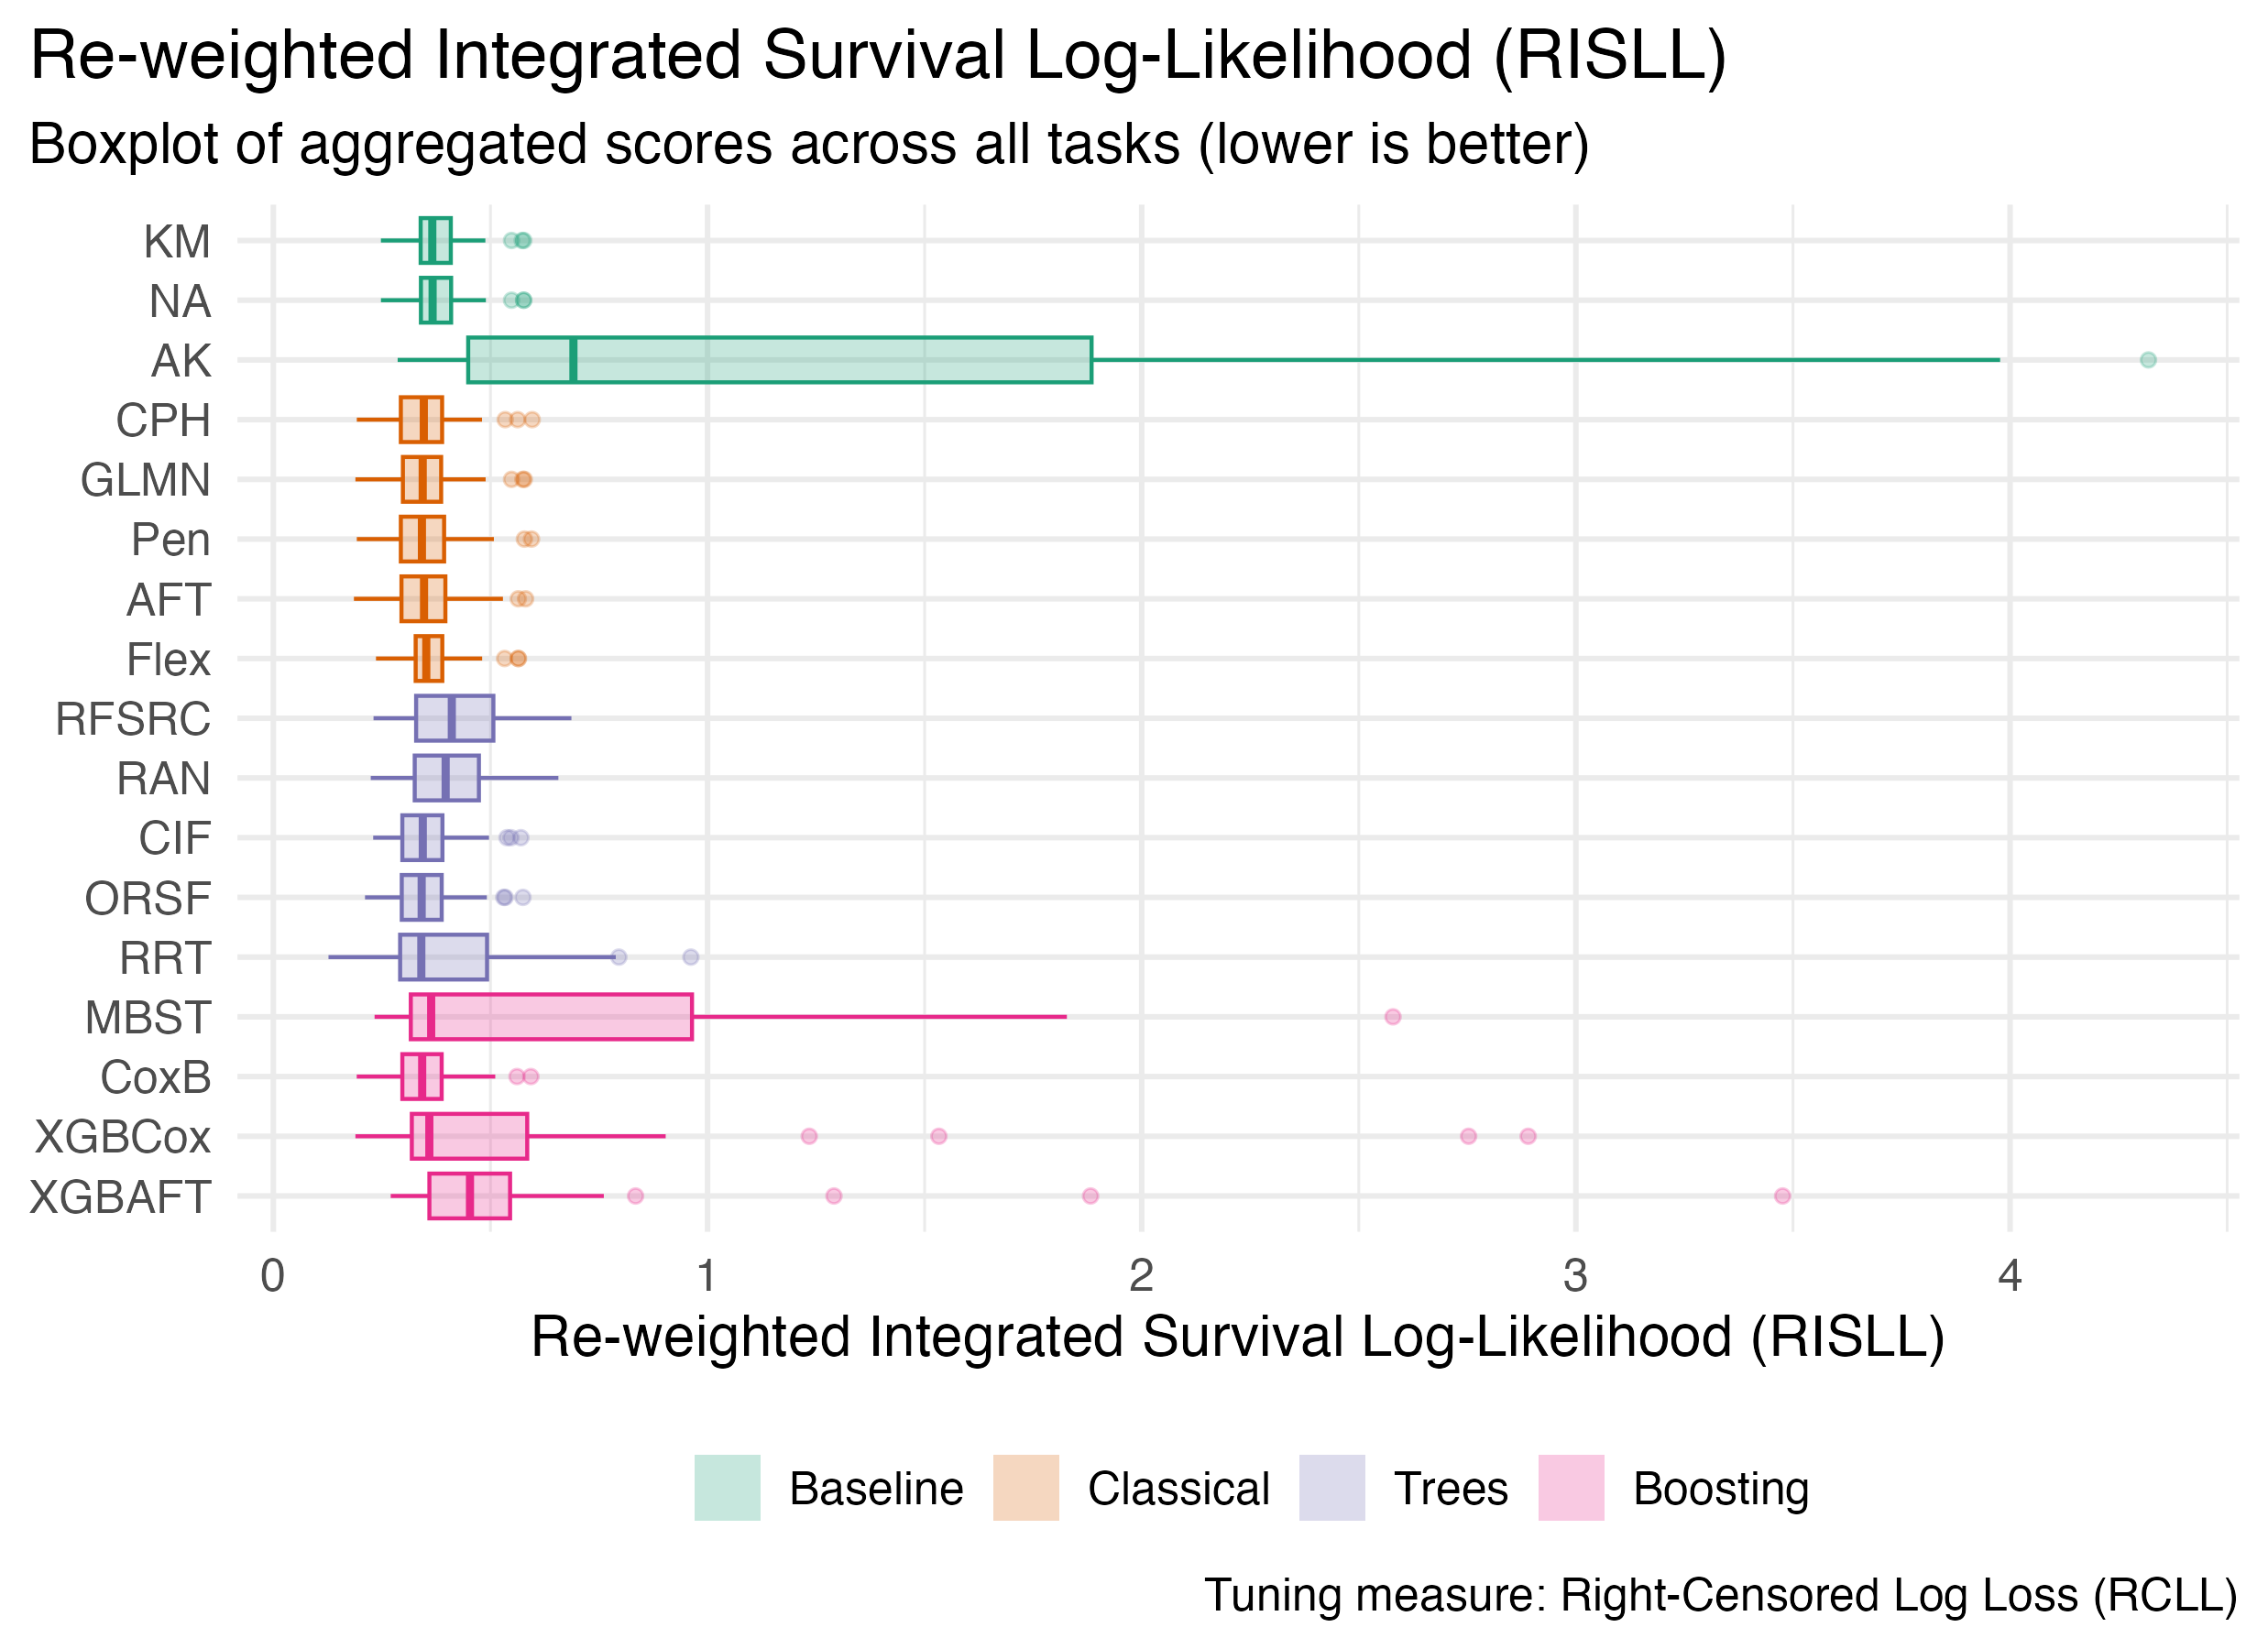 Re-weighted Integrated Survival Log-Likelihood (RISLL)
Boxplot of aggregated scores across all tasks (lower is better)
KM
NA
AK
CPH
GLMN
Pen
AFT
Flex
RFSRC
RAN
CIF
ORSF
RRT
MBST
CoxB
XGBCox
XGBAFT
0 1 2 3 4
Re-weighted Integrated Survival Log-Likelihood (RISLL)
Baseline Classical Trees Boosting
Tuning measure: Right-Censored Log Loss (RCLL)